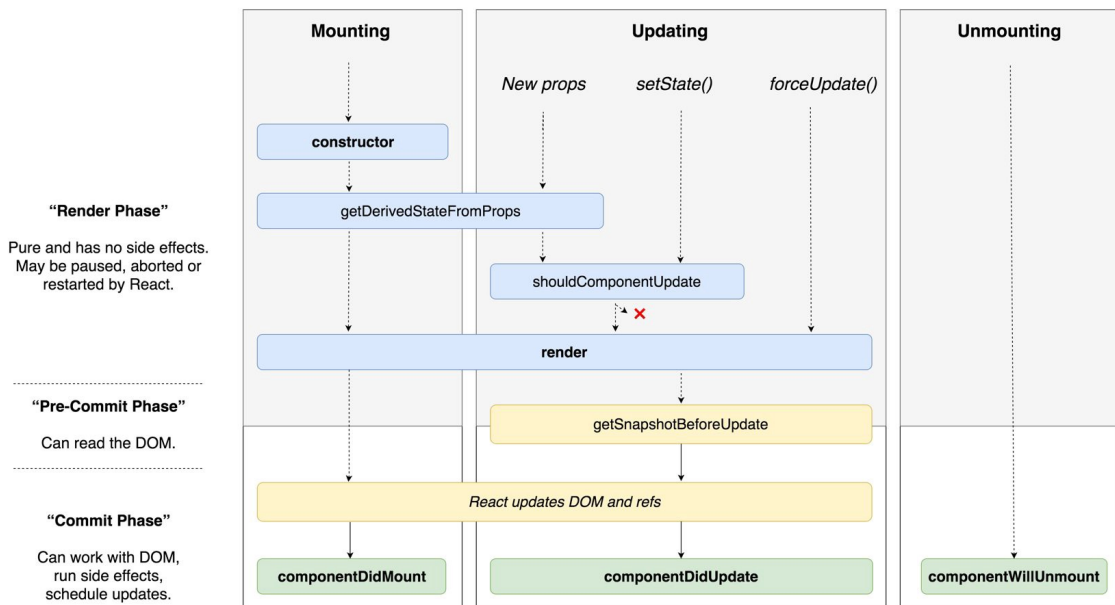 Mounting
Updating
Unmounting
New props
setState()
forceUpdate()
constructor
“Render Phase”
getDerivedStateFromProps
Pure and has no side effects.
May be paused, aborted or
restarted by React.
shouldComponentUpdate
render
“Pre-Commit Phase”
Can read the DOM.
getSnapshotBeforeUpdate
React updates DOM and refs
“Commit Phase”
Can work with DOM,
run side effects,
schedule updates.
componentDidMount
componentDidUpdate
componentWillUnmount